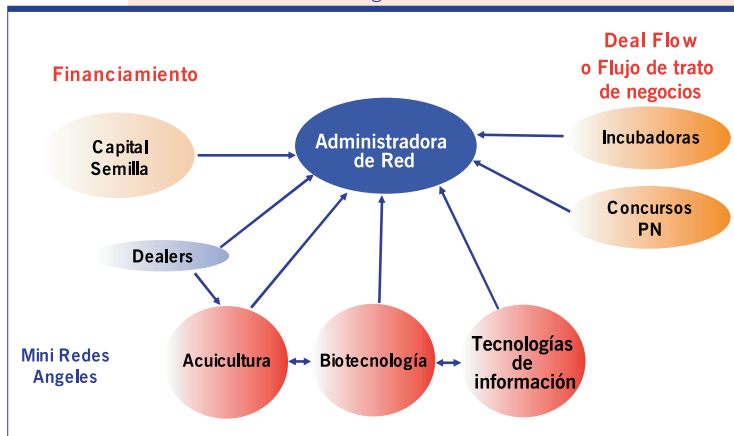 Financiamiento
Deal Flow
o Flujo de trato
de negocios
Capital
Semilla
Administradora
de Red
Incubadoras
Concursos
PN
Dealers
Mini Redes
Angeles
Acuicultura
Biotecnología
Tecnologías
de
información